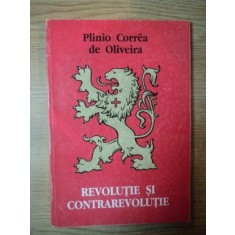 Plinio Corrêa
de Oliveira
REVOLUȚIE ȘI
CONTRAREVOLUȚIE